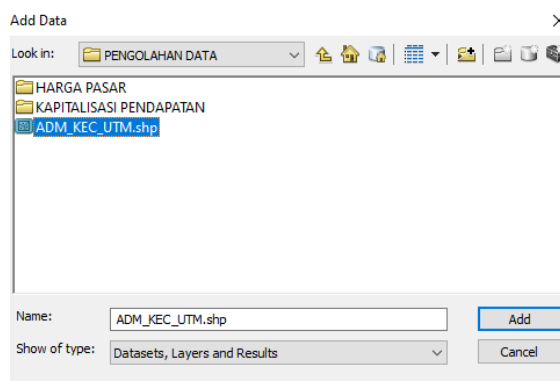 Add Data
Look in: PENGOLAHAN DATA
HARGA PASAR
KAPITALISASI PENDAPATAN
ADM_KEC_UTM.shp
Name: ADM_KEC_UTM.shp Add
Show of type: Datasets, Layers and Results Cancel